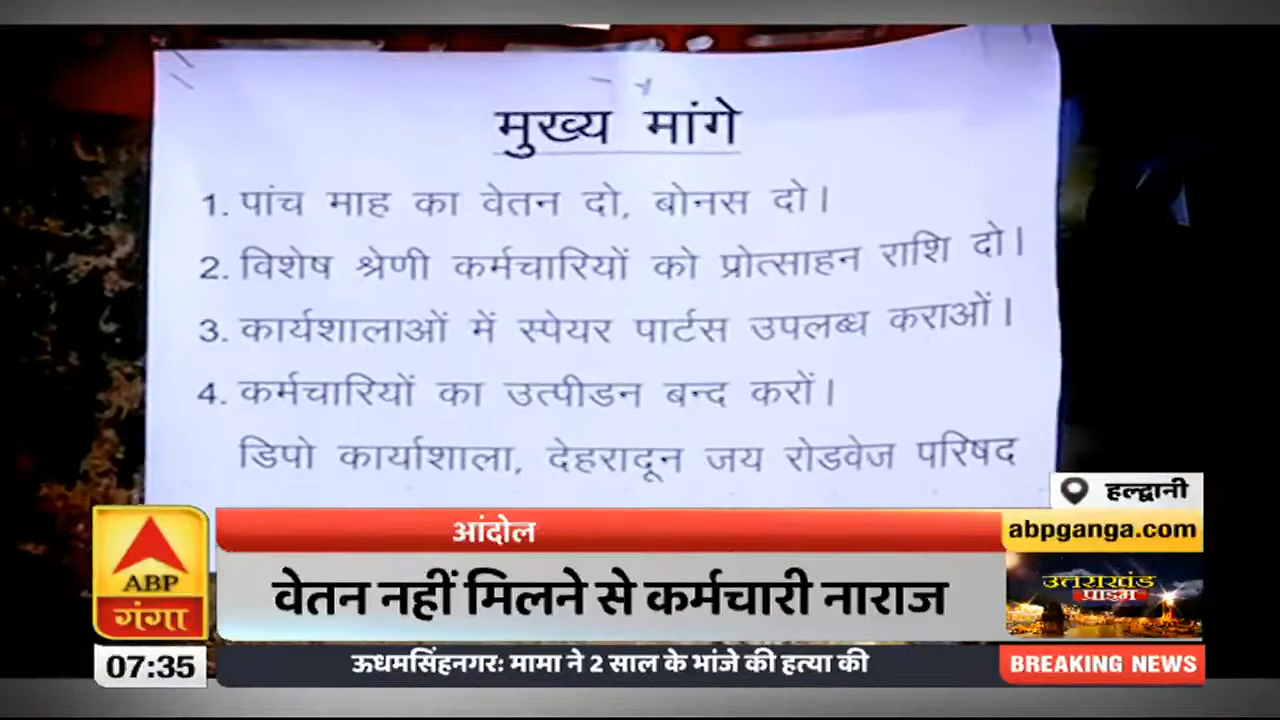 मुख्य मांगे
1. पांच माह का वेतन दो, बोनस दो।
2. विशेष श्रेणी कर्मचारियों को प्रोत्साहन राशि दो।
3. कार्यशालाओं में स्पेयर पार्टस उपलब्ध कराओं।
4. कर्मचारियों का उत्पीडन बन्द करों।
डिपो कार्याशाला, देहरादून जय रोडवेज परिषद
हल्द्वानी
आंदोल
abpganga.com
ABP
गंगा
वेतन नहीं मिलने से कर्मचारी नाराज
उत्तराखंड
प्राइम
07:35
ऊधमसिंहनगर: मामा ने 2 साल के भांजे की हत्या की
BREAKING NEWS